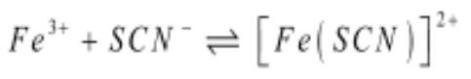 Fe³⁺ + SCN⁻ ⇌ [Fe(SCN)]²⁺